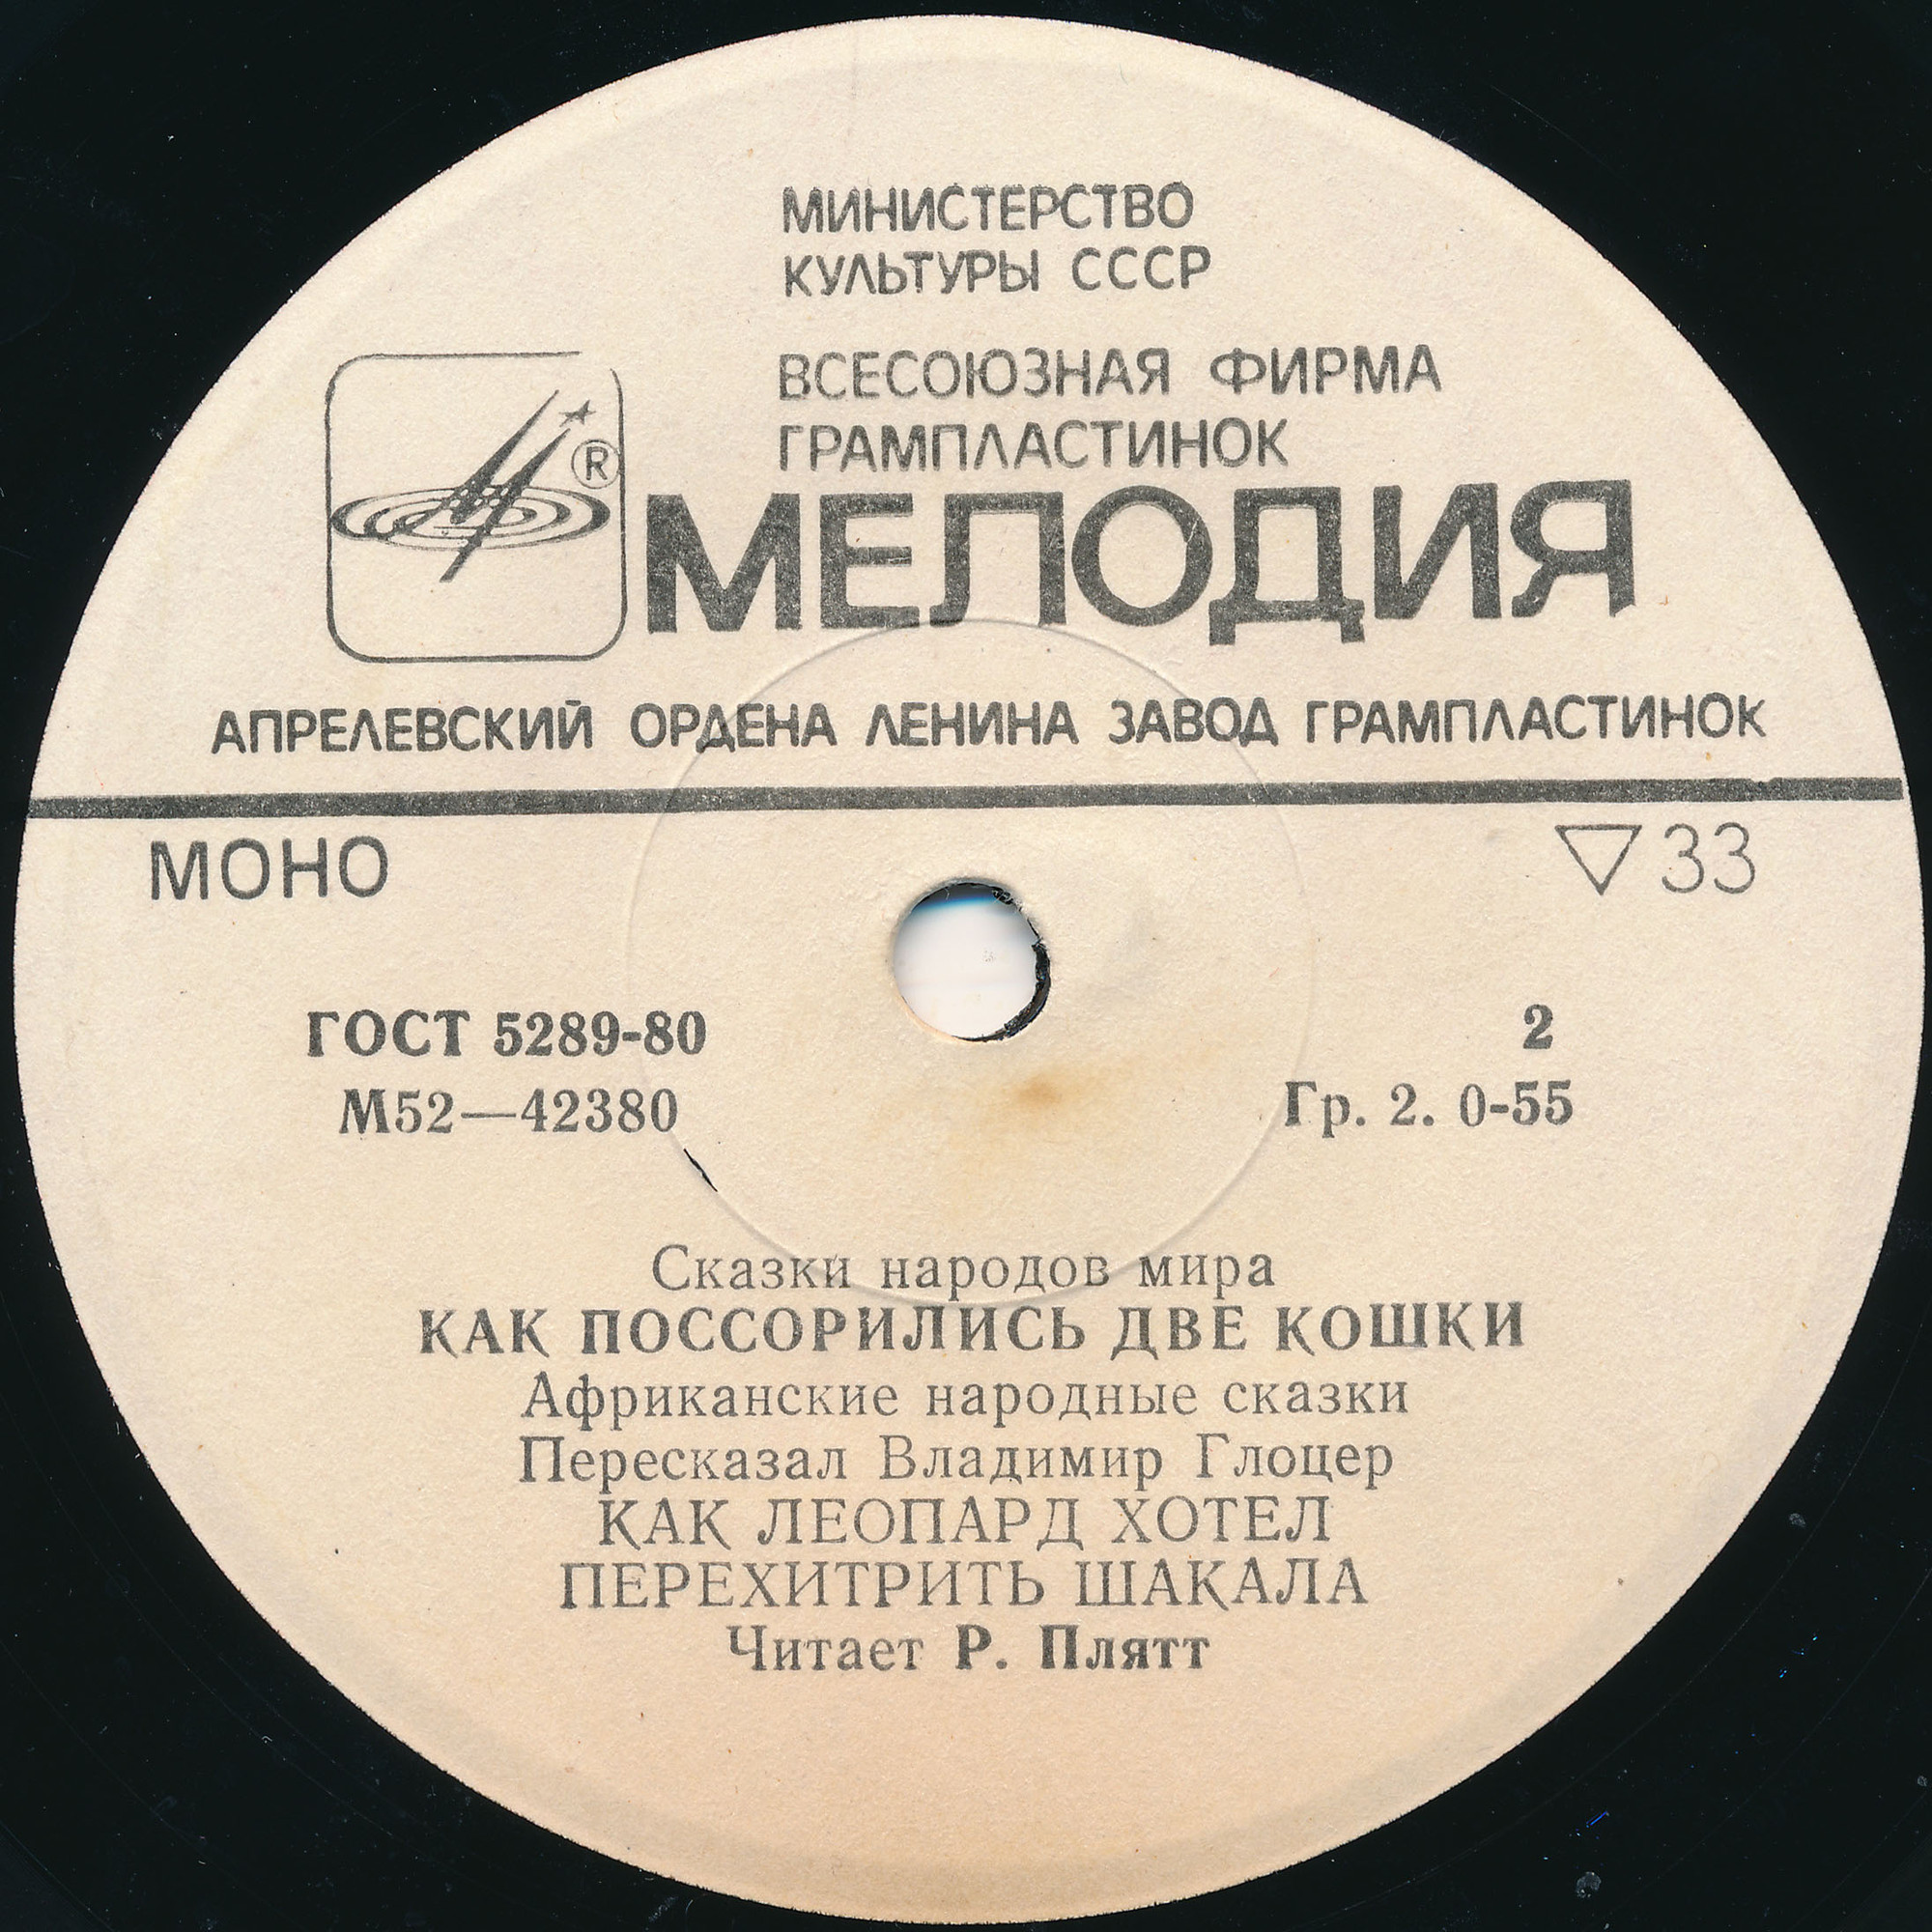 МИНИСТЕРСТВО
КУЛЬТУРЫ СССР
ВСЕСОЮЗНАЯ ФИРМА
ГРАМПЛАСТИНОК
®
МЕЛОДИЯ
АПРЕЛЕВСКИЙ ОРДЕНА ЛЕНИНА ЗАВОД ГРАМПЛАСТИНОК
МОНО ▽ 33
ГОСТ 5289-80 2
М52—42380 Гр. 2. 0-55
Сказки народов мира
КАК ПОССОРИЛИСЬ ДВЕ КОШКИ
Африканские народные сказки
Пересказал Владимир Глоцер
КАК ЛЕОПАРД ХОТЕЛ
ПЕРЕХИТРИТЬ ШАКАЛА
Читает Р. Плятт